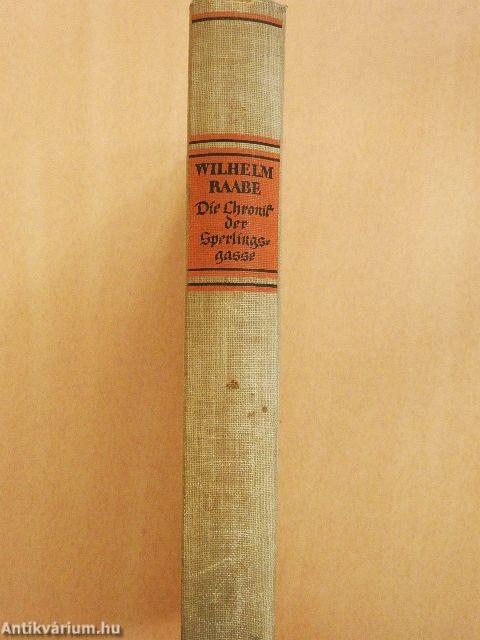 WILHELM
RAABE
Die Chronik
der
Sperlings-
gasse
Antikvárium.hu